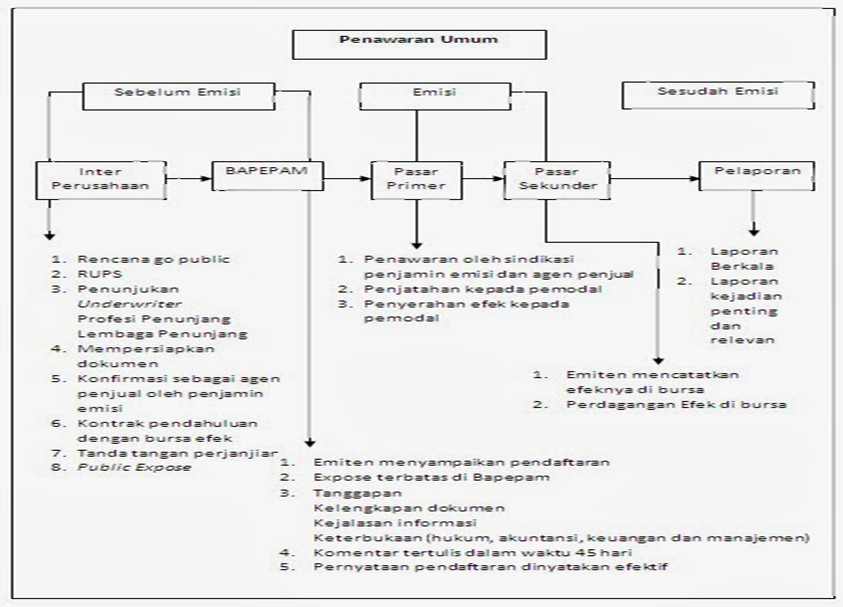 Penawaran Umum
Sebelum Emisi
Emisi
Sesudah Emisi
Inter
Perusahaan
BAPEPAM
Pasar
Primer
Pasar
Sekunder
Pelaporan
1. Rencana go public
2. RUPS
3. Penunjukan
Underwriter
Profesi Penunjang
Lembaga Penunjang
4. Mempersiapkan
dokumen
5. Konfirmasi sebagai agen
penjual oleh penjamin
emisi
6. Kontrak pendahuluan
dengan bursa efek
7. Tanda tangan perjanjian
8. Public Expose
1. Penawaran oleh sindikasi
penjamin emisi dan agen penjual
2. Penjatahan kepada pemodal
3. Penyerahan efek kepada
pemodal
1. Laporan
Berkala
2. Laporan
kejadian
penting
dan
relevan
1. Emiten mencatatkan
efeknya di bursa
2. Perdagangan Efek di bursa
1. Emiten menyampaikan pendaftaran
2. Expose terbatas di Bapepam
3. Tanggapan
Kelengkapan dokumen
Kejalasan informasi
Keterbukaan (hukum, akuntansi, keuangan dan manajemen)
4. Komentar tertulis dalam waktu 45 hari
5. Pernyataan pendaftaran dinyatakan efektif